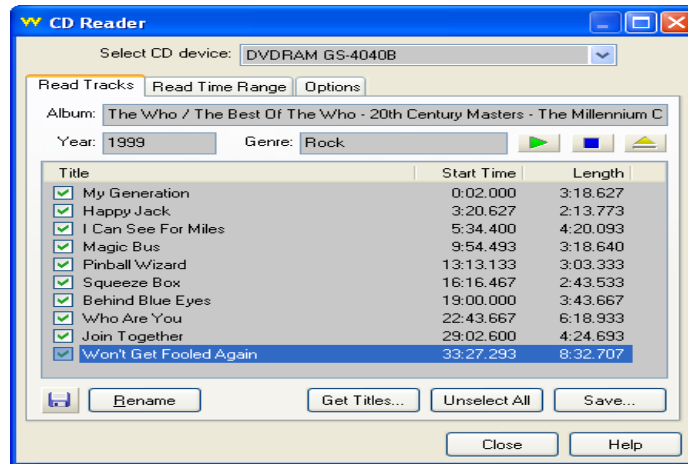 CD Reader
Select CD device: DVDRAM GS-4040B
Read Tracks Read Time Range Options
Album: The Who / The Best Of The Who - 20th Century Masters - The Millennium C
Year: 1999 Genre: Rock
Title Start Time Length
My Generation 0:02.000 3:18.627
Happy Jack 3:20.627 2:13.773
I Can See For Miles 5:34.400 4:20.093
Magic Bus 9:54.493 3:18.640
Pinball Wizard 13:13.133 3:03.333
Squeeze Box 16:16.467 2:43.533
Behind Blue Eyes 19:00.000 3:43.667
Who Are You 22:43.667 6:18.933
Join Together 29:02.600 4:24.693
Won't Get Fooled Again 33:27.293 8:32.707
Rename Get Titles... Unselect All Save...
Close Help